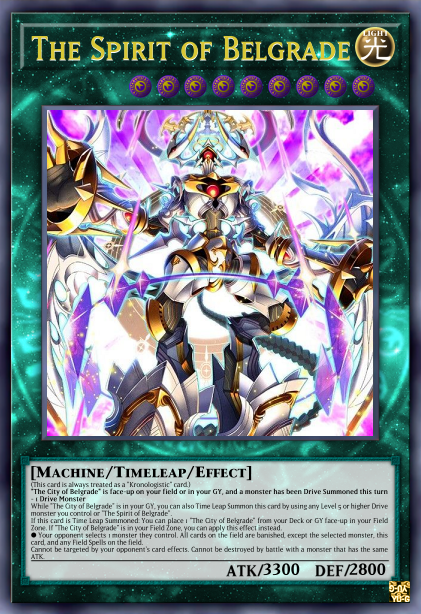 THE SPIRIT OF BELGRADE
LIGHT
光
[MACHINE/TIMELEAP/EFFECT]
(This card is always treated as a "Kronologistic" card.)
"The City of Belgrade" is face-up on your field or in your GY, and a monster has been Drive Summoned this turn
- 1 Drive Monster
While "The City of Belgrade" is in your GY, you can also Time Leap Summon this card by using any Level 5 or higher Drive
monster you control or "The Spirit of Belgrade".
If this card is Time Leap Summoned: You can place 1 "The City of Belgrade" from your Deck or GY face-up in your Field
Zone. If "The City of Belgrade" is in your Field Zone, you can apply this effect instead.
● Your opponent selects 1 monster they control. All cards on the field are banished, except the selected monster, this
card, and any Field Spells on the field.
Cannot be targeted by your opponent's card effects. Cannot be destroyed by battle with a monster that has the same
ATK.
ATK/3300 DEF/2800